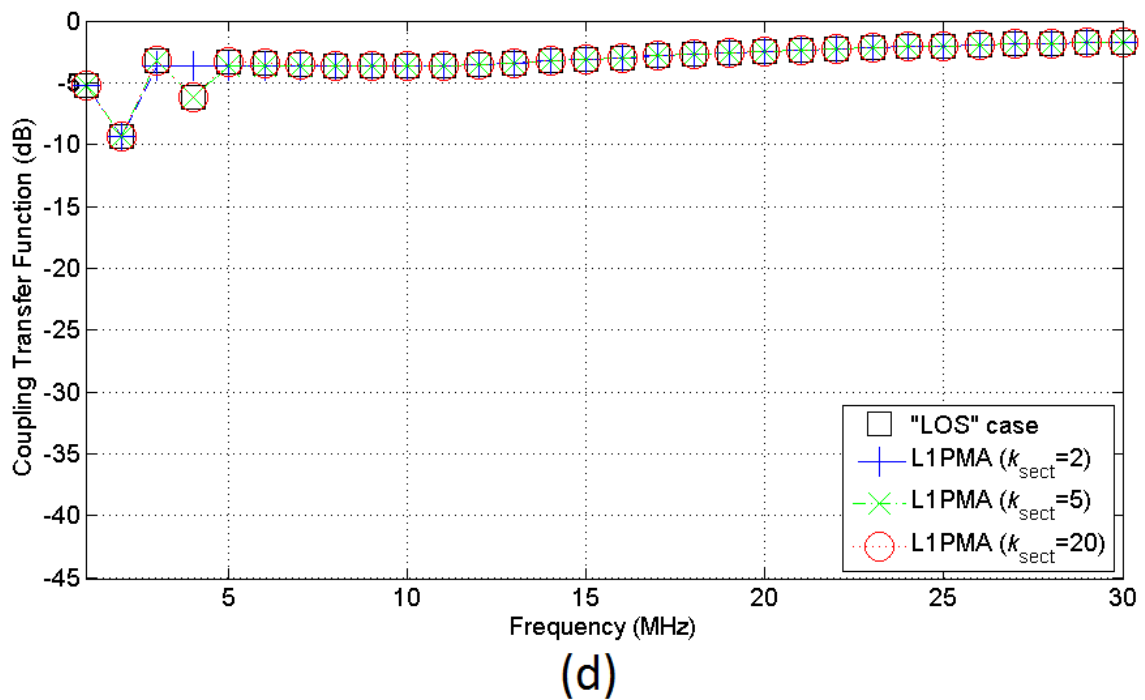 0
-5
-10
-15
-20
-25
-30
-35
-40
-45
Coupling Transfer Function (dB)
"LOS" case
L1PMA (ksect=2)
L1PMA (ksect=5)
L1PMA (ksect=20)
5 10 15 20 25 30
Frequency (MHz)
(d)